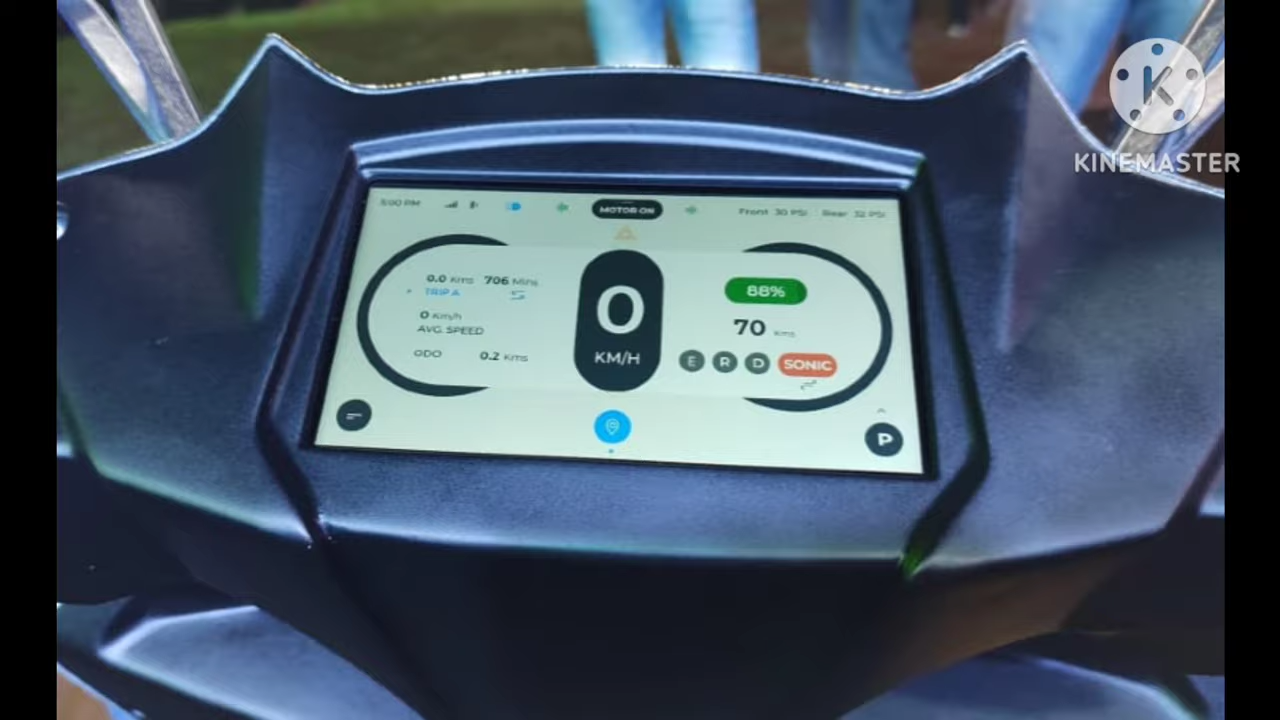 5:00 PM MOTOR ON Front 30 PSI Rear 32 PSI
0.0 Kms 706 Mins
TRIP A
0 Km/h
AVG. SPEED
ODO 0.2 Kms
0
KM/H
88%
70 Kms
E R D SONIC
P
K
KINEMASTER